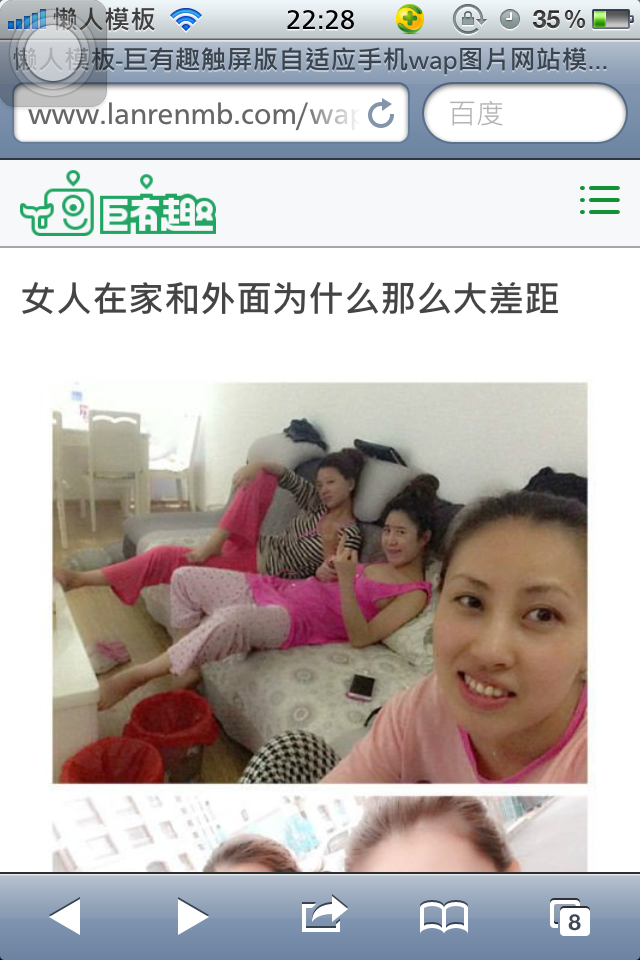 懒人模板 22:28 35%
懒人模板-巨有趣触屏版自适应手机wap图片网站模...
www.lanrenmb.com/wap 百度
巨有趣
女人在家和外面为什么那么大差距
8